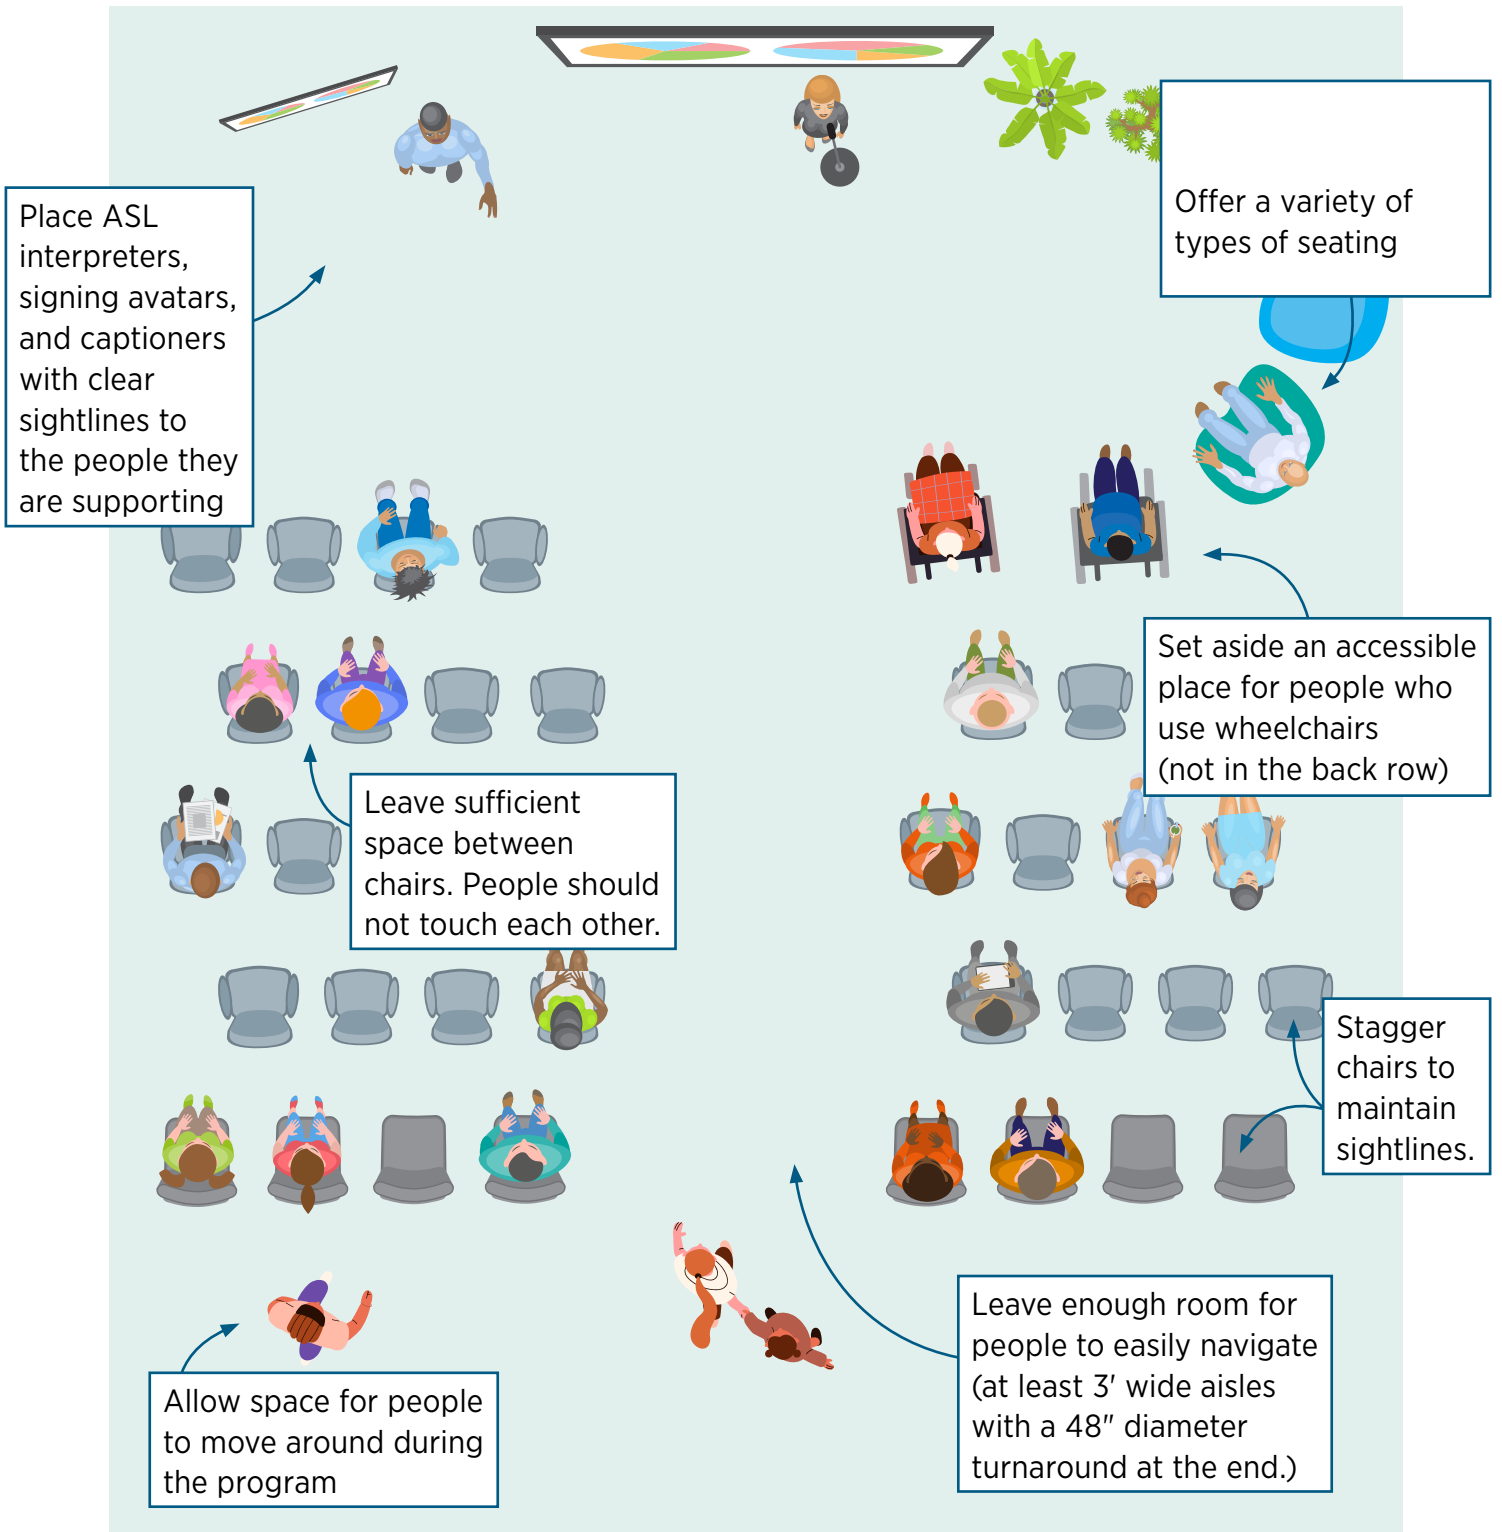 Place ASL
interpreters,
signing avatars,
and captioners
with clear
sightlines to
the people they
are supporting
Offer a variety of
types of seating
Set aside an accessible
place for people who
use wheelchairs
(not in the back row)
Leave sufficient
space between
chairs. People should
not touch each other.
Stagger
chairs to
maintain
sightlines.
Leave enough room for
people to easily navigate
(at least 3' wide aisles
with a 48" diameter
turnaround at the end.)
Allow space for people
to move around during
the program